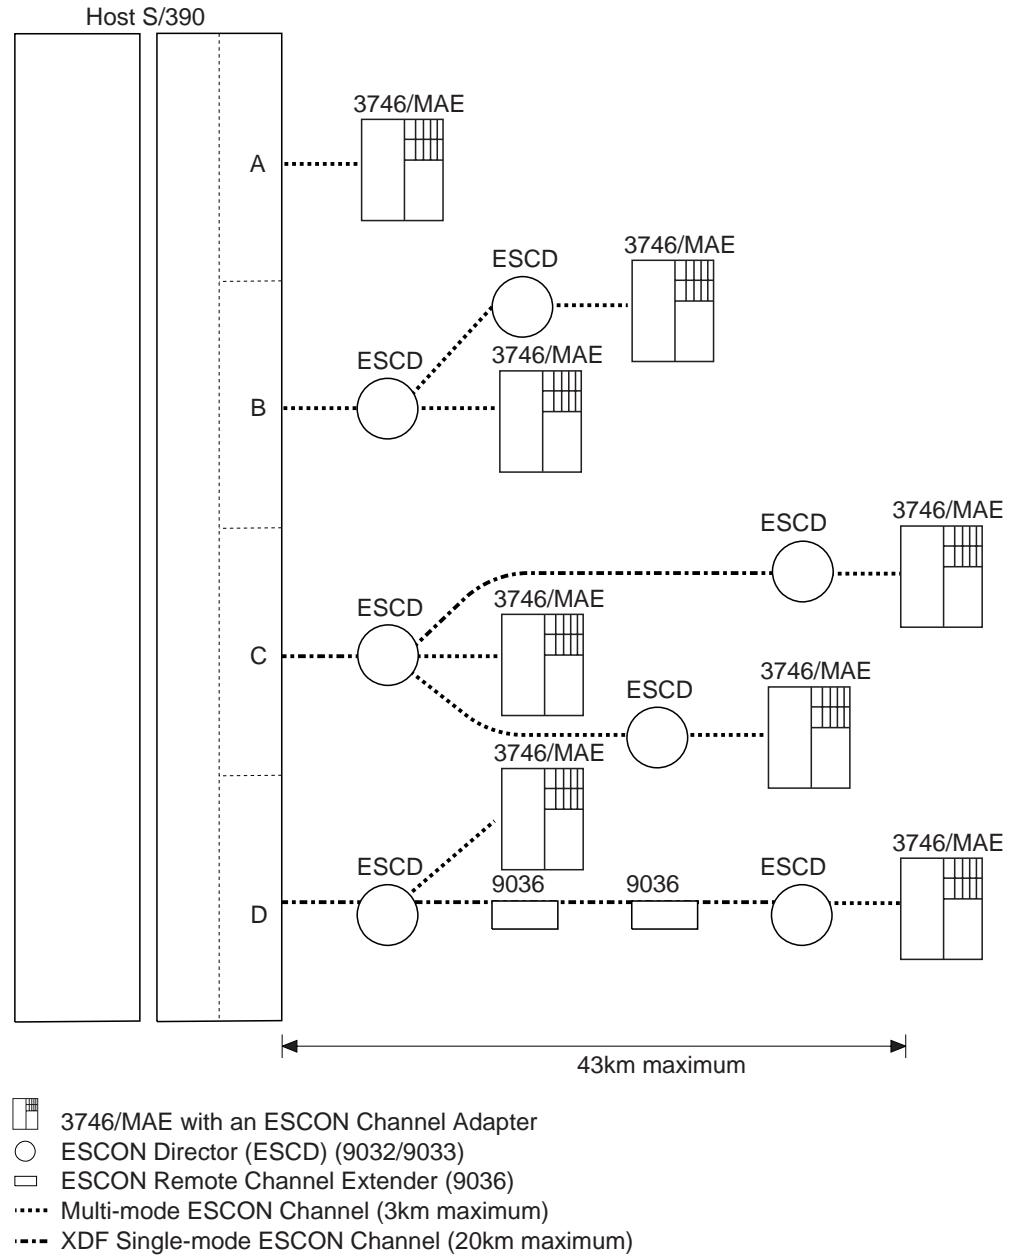 Host S/390
3746/MAE
A
3746/MAE
ESCD
3746/MAE
ESCD
B
3746/MAE
ESCD
3746/MAE
ESCD
C
3746/MAE
ESCD
3746/MAE
3746/MAE
ESCD
ESCD
9036
9036
D
43km maximum
3746/MAE with an ESCON Channel Adapter
ESCON Director (ESCD) (9032/9033)
ESCON Remote Channel Extender (9036)
Multi-mode ESCON Channel (3km maximum)
XDF Single-mode ESCON Channel (20km maximum)